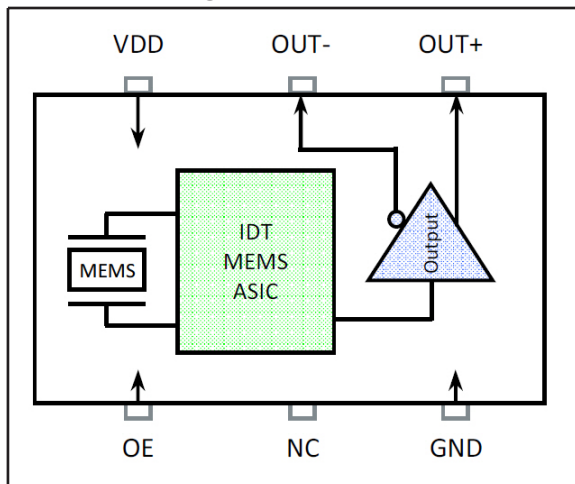 VDD OUT- OUT+
IDT
MEMS
ASIC
MEMS
Output
OE NC GND